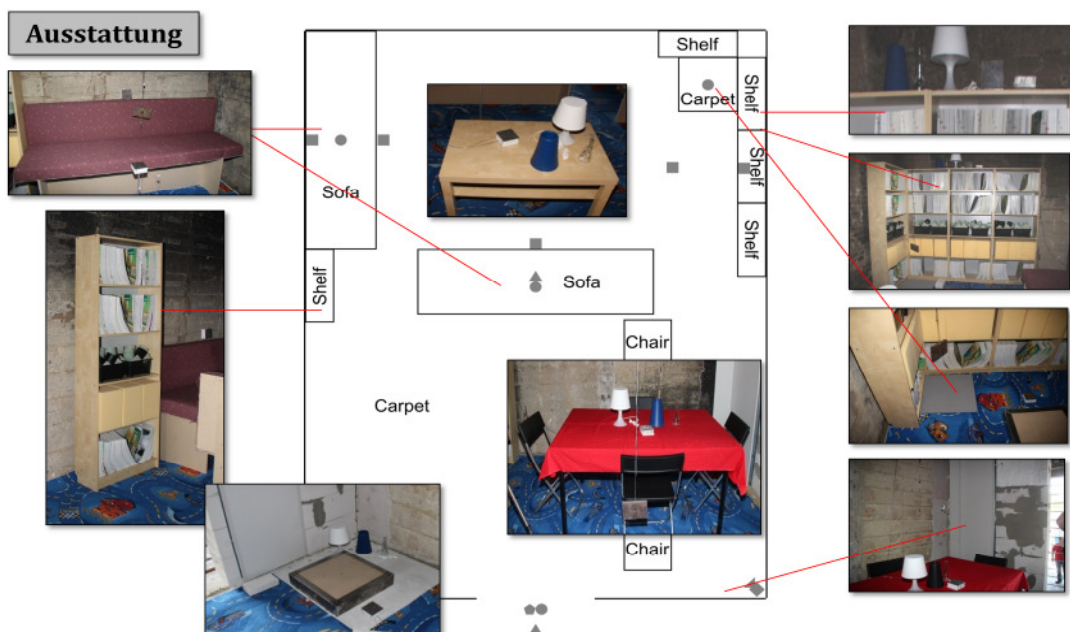 Ausstattung
Shelf
Shelf
Carpet
Shelf
Sofa
Shelf
Sofa
Shelf
Chair
Carpet
Chair